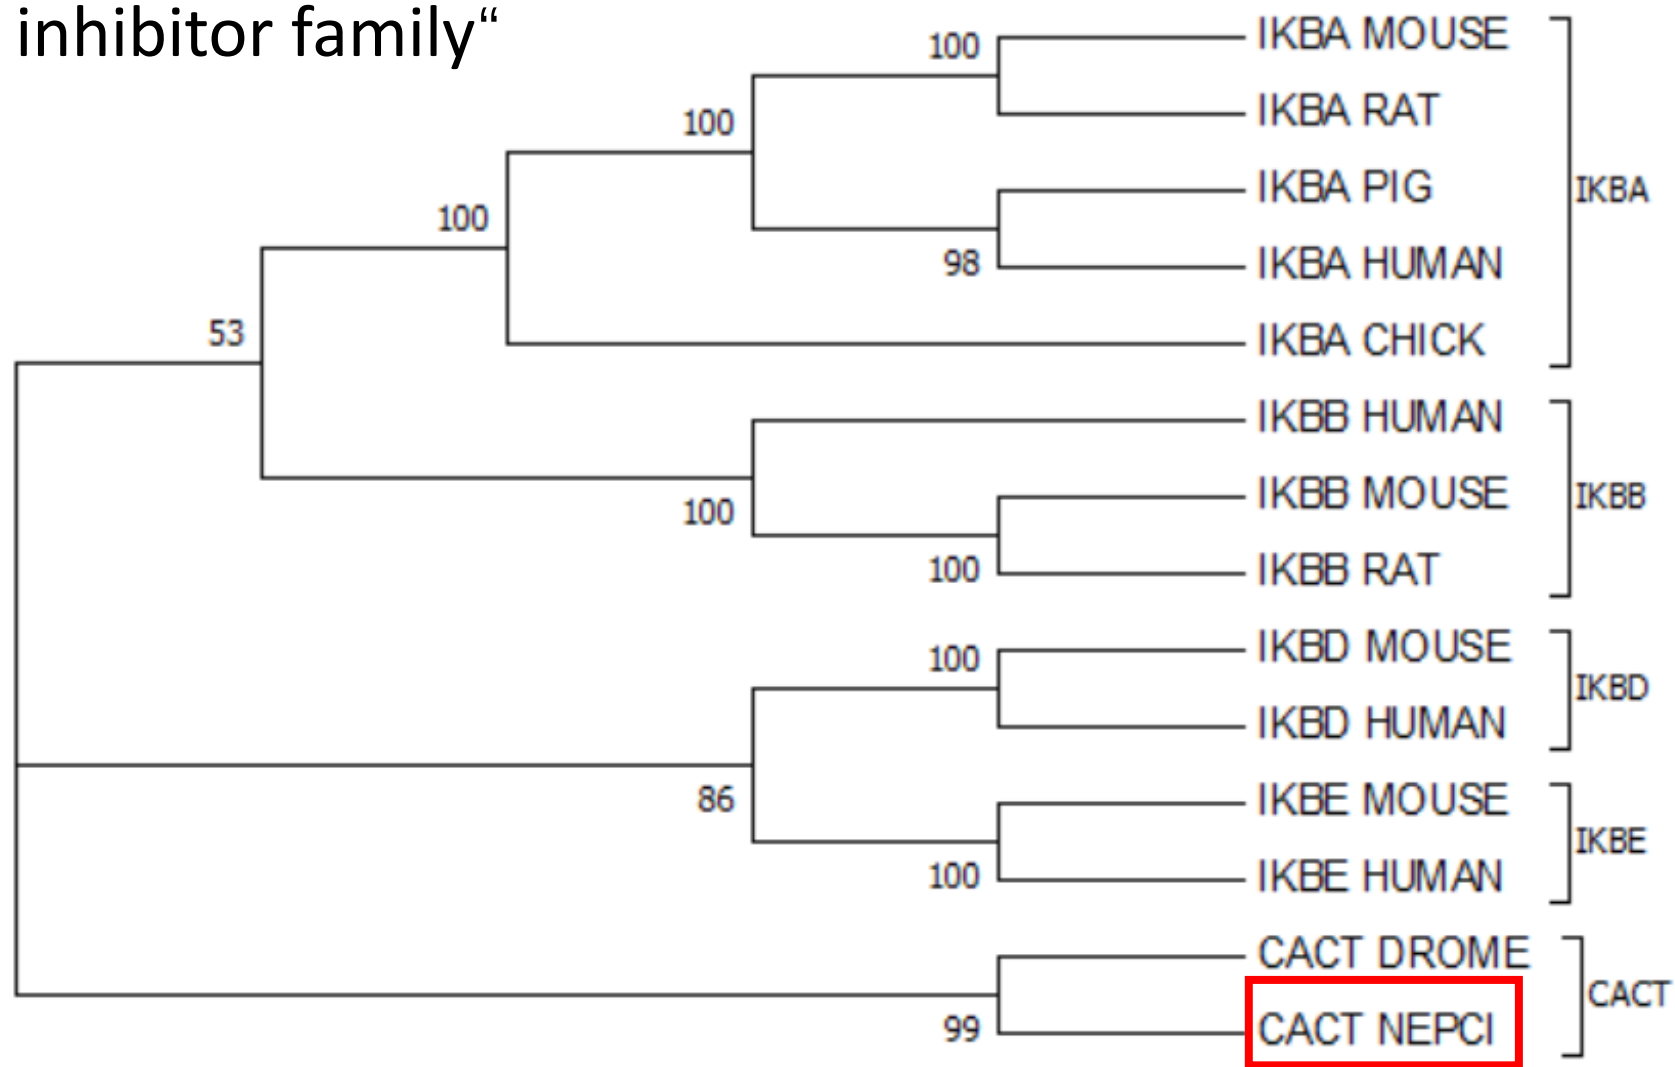 inhibitor family“
100
IKBA MOUSE
IKBA RAT
100
IKBA PIG
IKBA
100
98
IKBA HUMAN
53
IKBA CHICK
IKBB HUMAN
IKBB MOUSE
IKBB
100
100
IKBB RAT
IKBD MOUSE
100
IKBD
IKBD HUMAN
86
IKBE MOUSE
IKBE
100
IKBE HUMAN
CACT DROME
CACT
99
CACT NEPCI